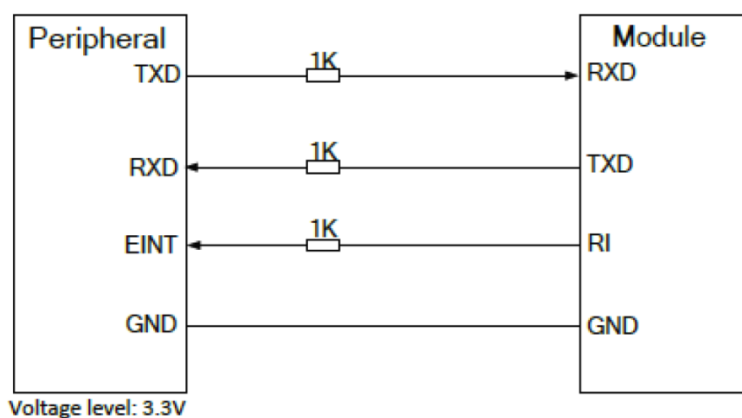 Peripheral
Module
1K
TXD
RXD
1K
RXD
TXD
1K
EINT
RI
GND
GND
Voltage level: 3.3V